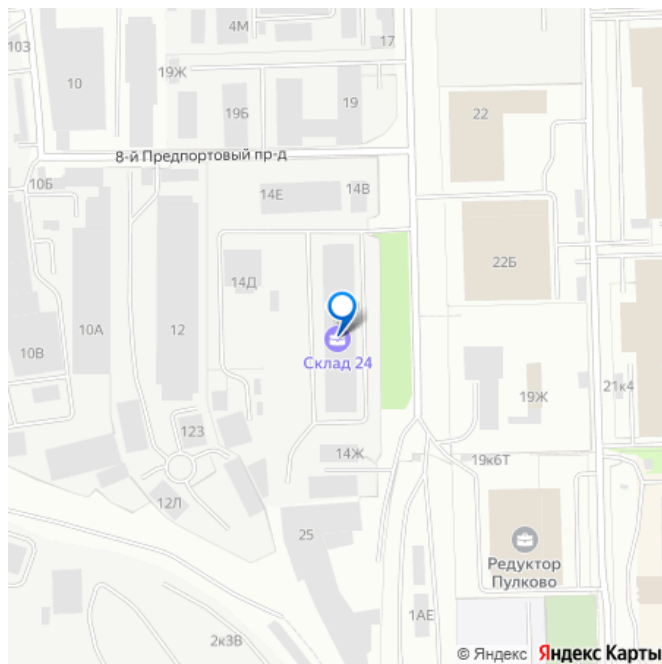 4М
103
17
10
19Ж
19Б
19
22
8-й Предпортовый пр-д
10Б
14Е
14В
22Б
14Д
10А
12
10В
Склад 24
21к4
19Ж
123
14Ж
19к6Т
12Л
25
Редуктор
Пулково
1АЕ
2к3В
© Яндекс Яндекс Карты